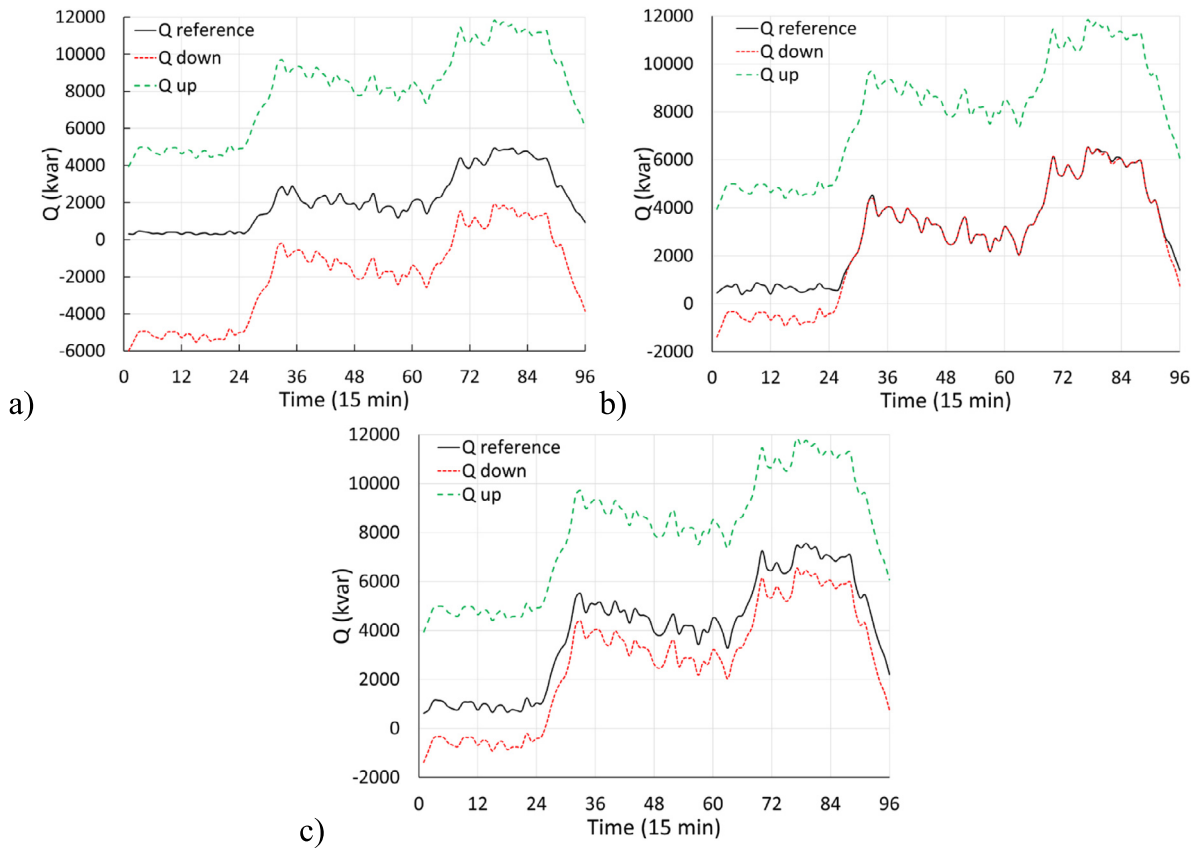 12000
10000
8000
6000
4000
2000
0
-2000
-4000
-6000
Q (kvar)
Q reference
Q down
Q up
0 12 24 36 48 60 72 84 96
Time (15 min)
a)
12000
10000
8000
6000
4000
2000
0
-2000
Q (kvar)
Q reference
Q down
Q up
0 12 24 36 48 60 72 84 96
Time (15 min)
b)
12000
10000
8000
6000
4000
2000
0
-2000
Q (kvar)
Q reference
Q down
Q up
0 12 24 36 48 60 72 84 96
Time (15 min)
c)